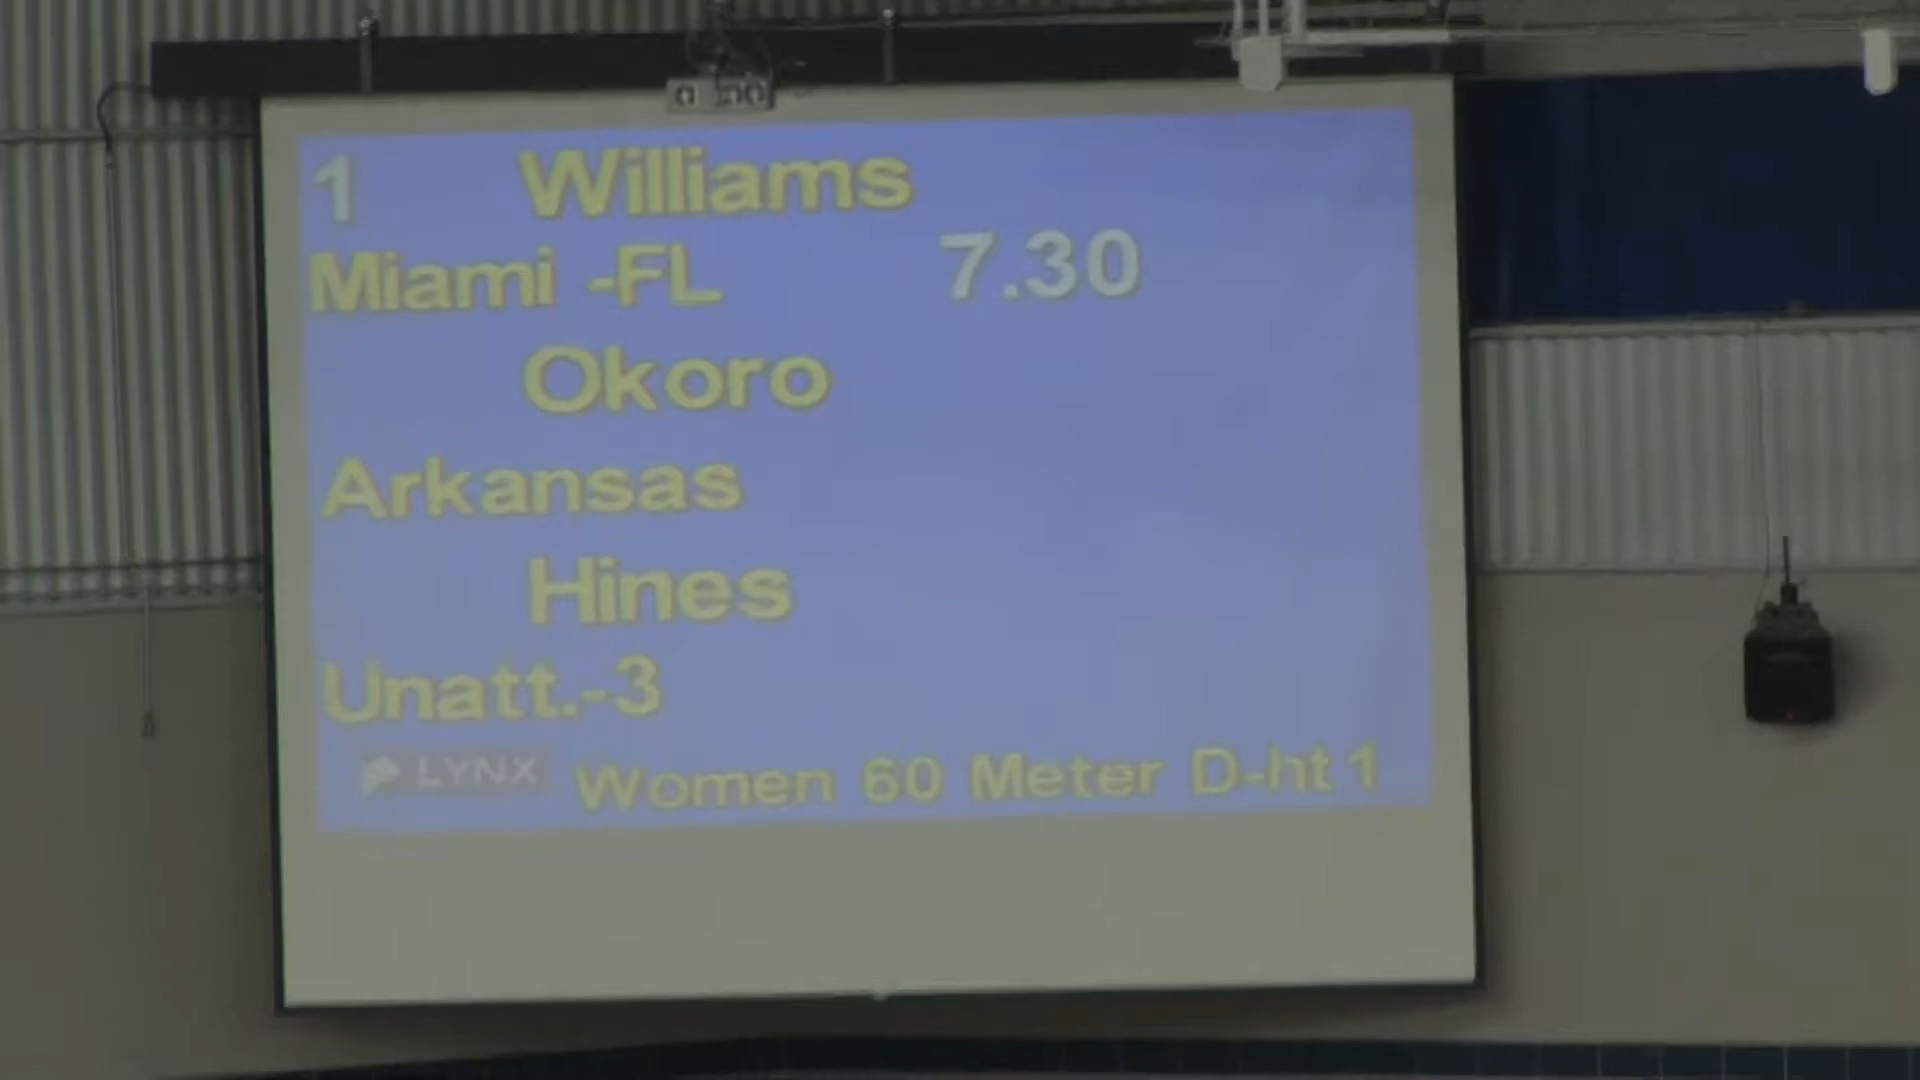 1 Williams
Miami -FL 7.30
Okoro
Arkansas
Hines
Unatt.-3
LYNX Women 60 Meter D-ht 1